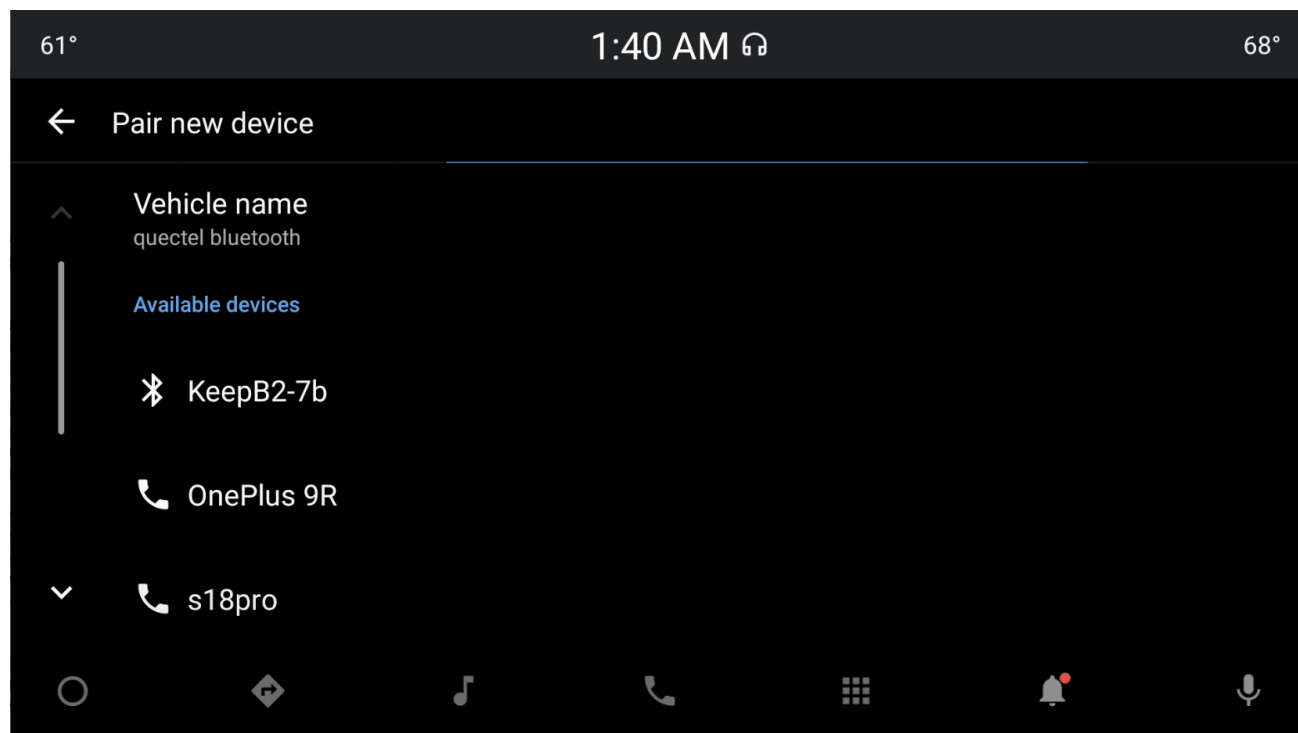 61°
1:40 AM
68°
Pair new device
Vehicle name
quectel bluetooth
Available devices
KeepB2-7b
OnePlus 9R
s18pro